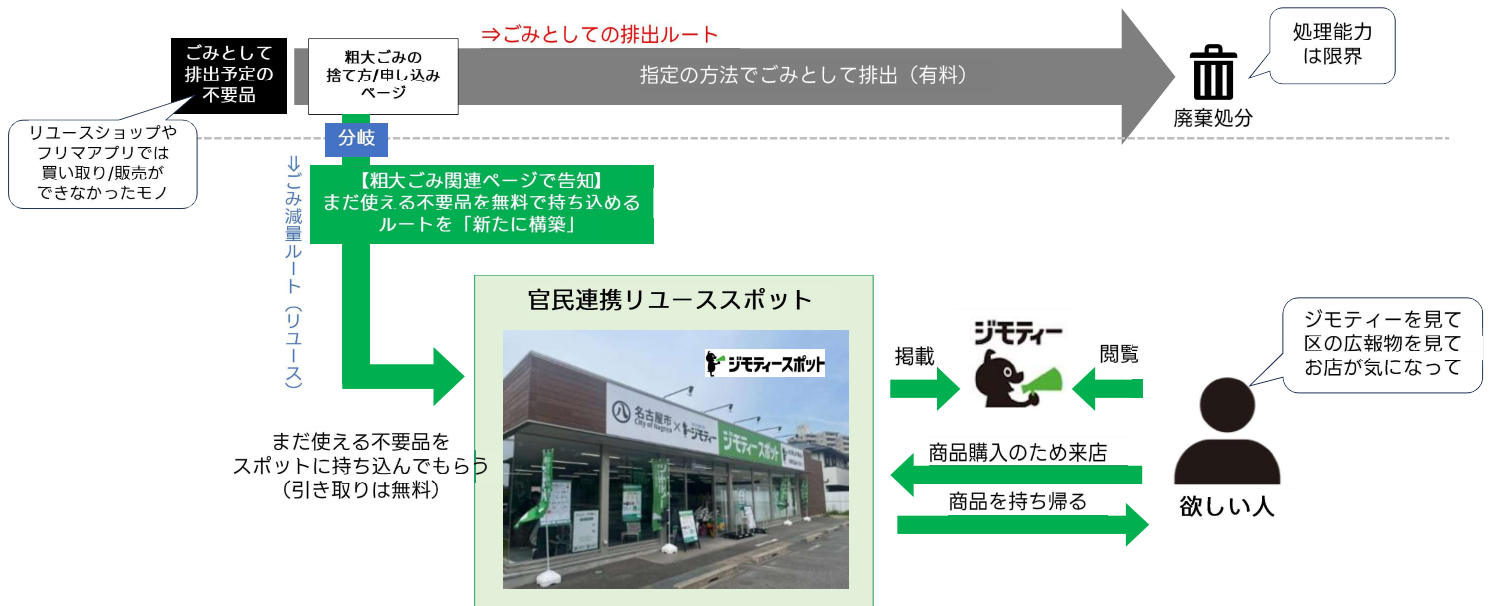 ⇒ごみとしての排出ルート
ごみとして
排出予定の
不要品
粗大ごみの
捨て方/申し込み
ページ
指定の方法でごみとして排出（有料）
廃棄処分
処理能力
は限界
リユースショップや
フリマアプリでは
買い取り/販売が
できなかったモノ
分岐
⇒ごみ減量ルート（リユース）
【粗大ごみ関連ページで告知】
まだ使える不要品を無料で持ち込める
ルートを「新たに構築」
まだ使える不要品を
スポットに持ち込んでもらう
（引き取りは無料）
官民連携リユーススポット
ジモティースポット
名古屋市
City of Nagoya
×
ジモティー
ジモティースポット
掲載
ジモティー
閲覧
ジモティーを見て
区の広報物を見て
お店が気になって
商品購入のため来店
商品を持ち帰る
欲しい人